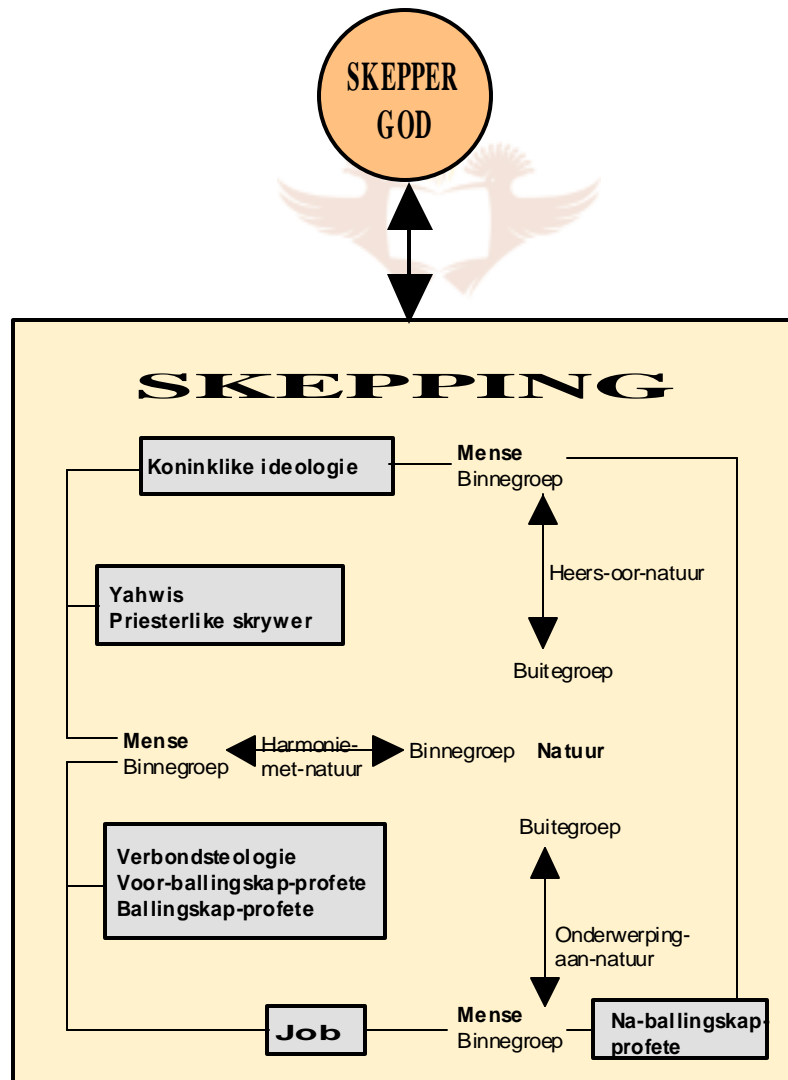 SKEPPER
GOD
SKEPPING
Koninklike ideologie
Mense
Binnegroep
Heers-oor-natuur
Yahwis
Priesterlike skrywer
Buitegroep
Mense
Binnegroep
Harmonie-
met-natuur
Binnegroep
Natuur
Buitegroep
Verbondsteologie
Voor-ballingskap-profete
Ballingskap-profete
Onderwerping-
aan-natuur
Job
Mense
Binnegroep
Na-ballingskap-
profete